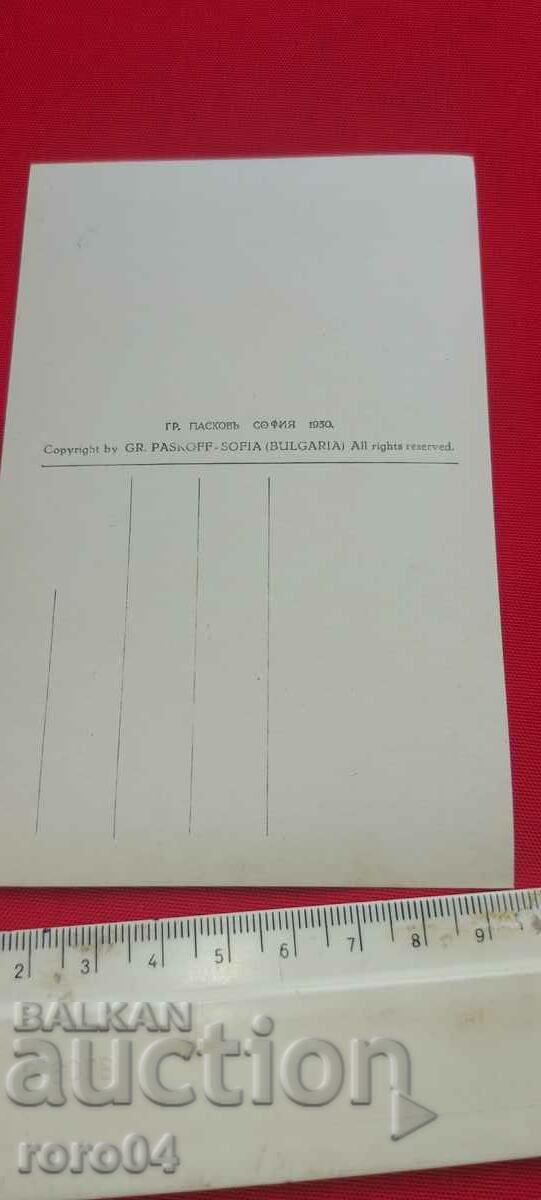 ГР. ПАСКОВЪ СОФИЯ 1930.
Copyright by GR. PASKOFF-SOFIA (BULGARIA) All rights reserved.
2 3 4 5 6 7 8 9
BALKAN
auction
roro04